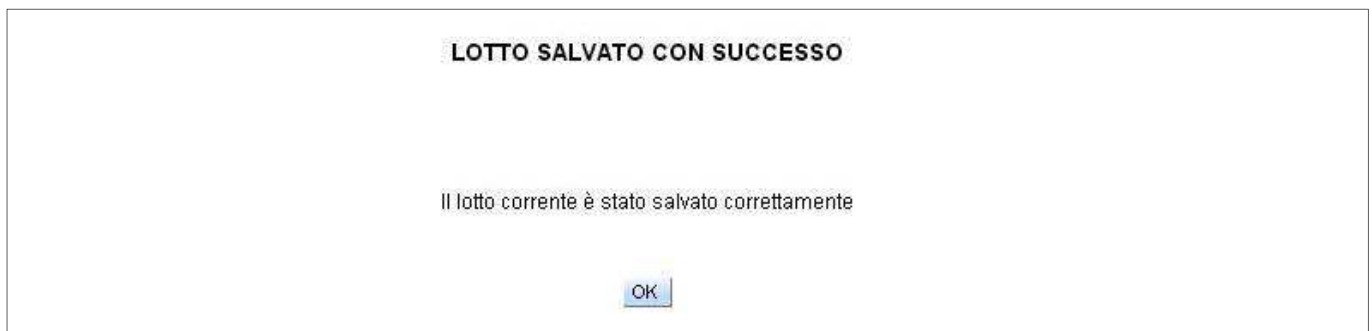 LOTTO SALVATO CON SUCCESSO
Il lotto corrente è stato salvato correttamente
OK